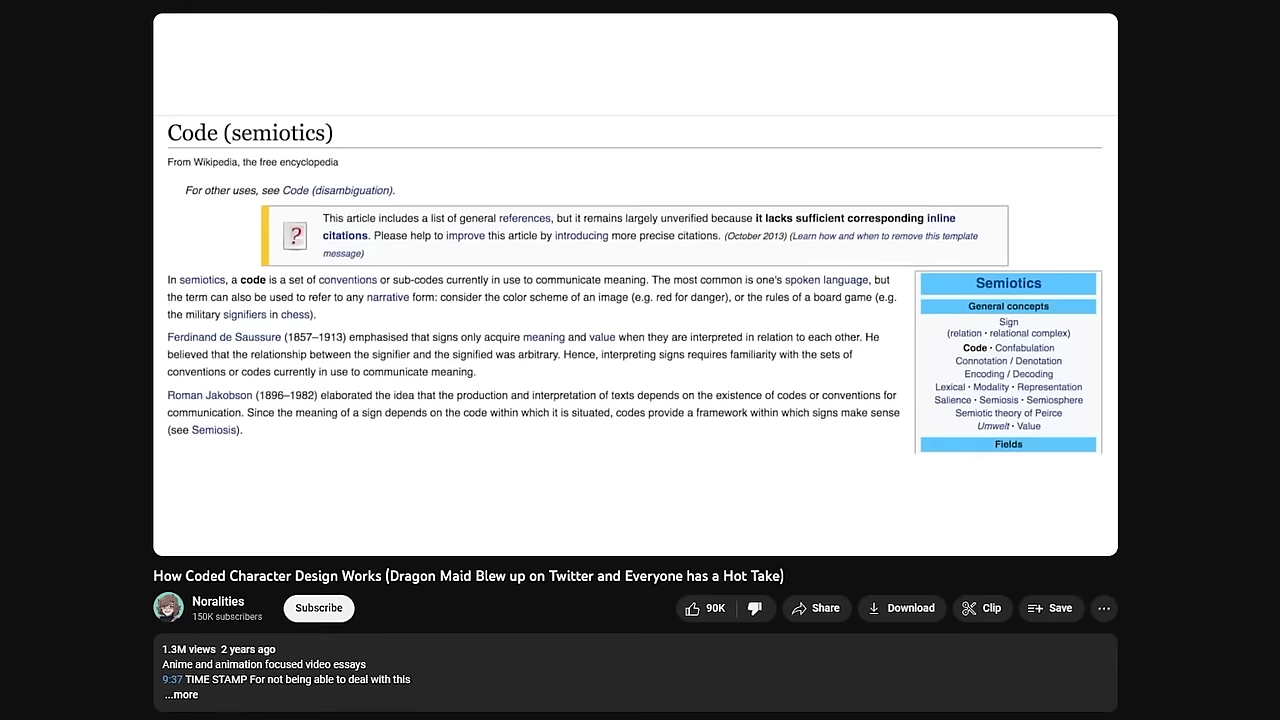 Code (semiotics)
From Wikipedia, the free encyclopedia
For other uses, see Code (disambiguation).
This article includes a list of general references, but it remains largely unverified because it lacks sufficient corresponding inline
citations. Please help to improve this article by introducing more precise citations. (October 2013) (Learn how and when to remove this template
message)
In semiotics, a code is a set of conventions or sub-codes currently in use to communicate meaning. The most common is one's spoken language, but
the term can also be used to refer to any narrative form: consider the color scheme of an image (e.g. red for danger), or the rules of a board game (e.g.
the military signifiers in chess).
Ferdinand de Saussure (1857–1913) emphasised that signs only acquire meaning and value when they are interpreted in relation to each other. He
believed that the relationship between the signifier and the signified was arbitrary. Hence, interpreting signs requires familiarity with the sets of
conventions or codes currently in use to communicate meaning.
Roman Jakobson (1896–1982) elaborated the idea that the production and interpretation of texts depends on the existence of codes or conventions for
communication. Since the meaning of a sign depends on the code within which it is situated, codes provide a framework within which signs make sense
(see Semiosis).
Semiotics
General concepts
Sign
(relation · relational complex)
Code · Confabulation
Connotation / Denotation
Encoding / Decoding
Lexical · Modality · Representation
Salience · Semiosis · Semiosphere
Semiotic theory of Peirce
Umwelt · Value
Fields
How Coded Character Design Works (Dragon Maid Blew up on Twitter and Everyone has a Hot Take)
Noralities
150K subscribers
Subscribe
90K
Share
Download
Clip
Save
1.3M views 2 years ago
Anime and animation focused video essays
9:37 TIME STAMP For not being able to deal with this
...more